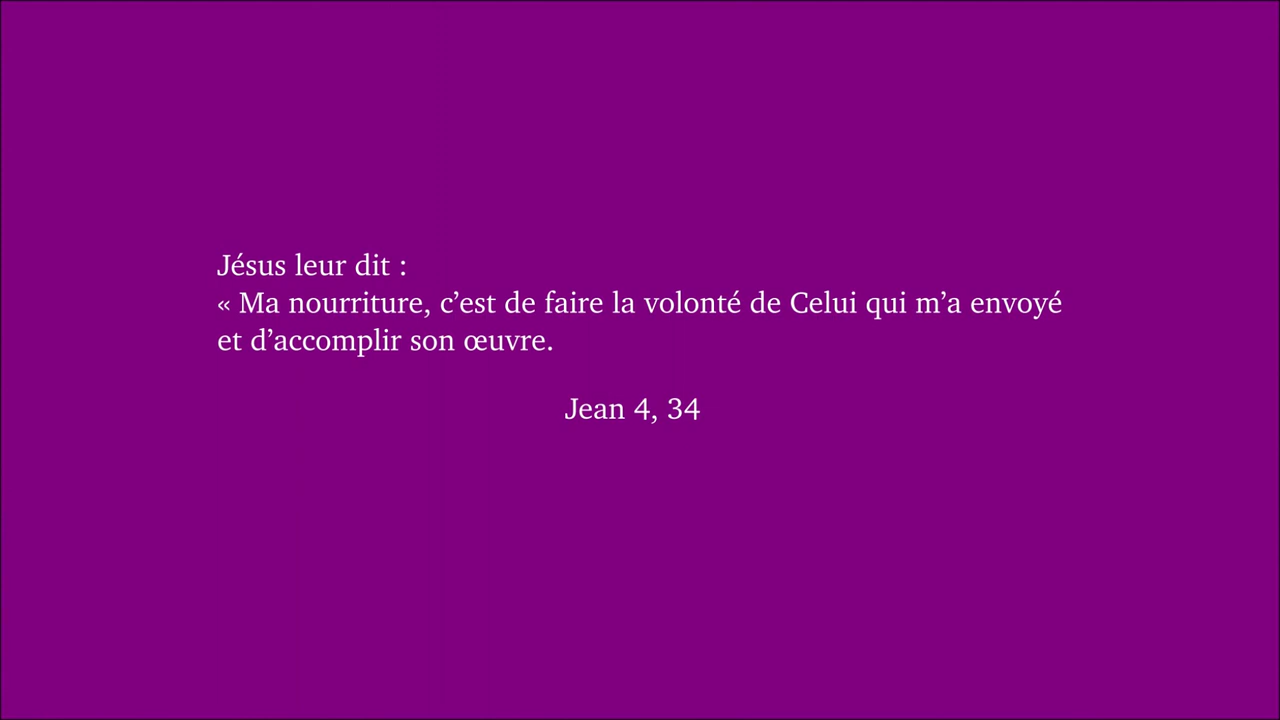 Jésus leur dit :
« Ma nourriture, c’est de faire la volonté de Celui qui m’a envoyé
et d’accomplir son œuvre.
Jean 4, 34